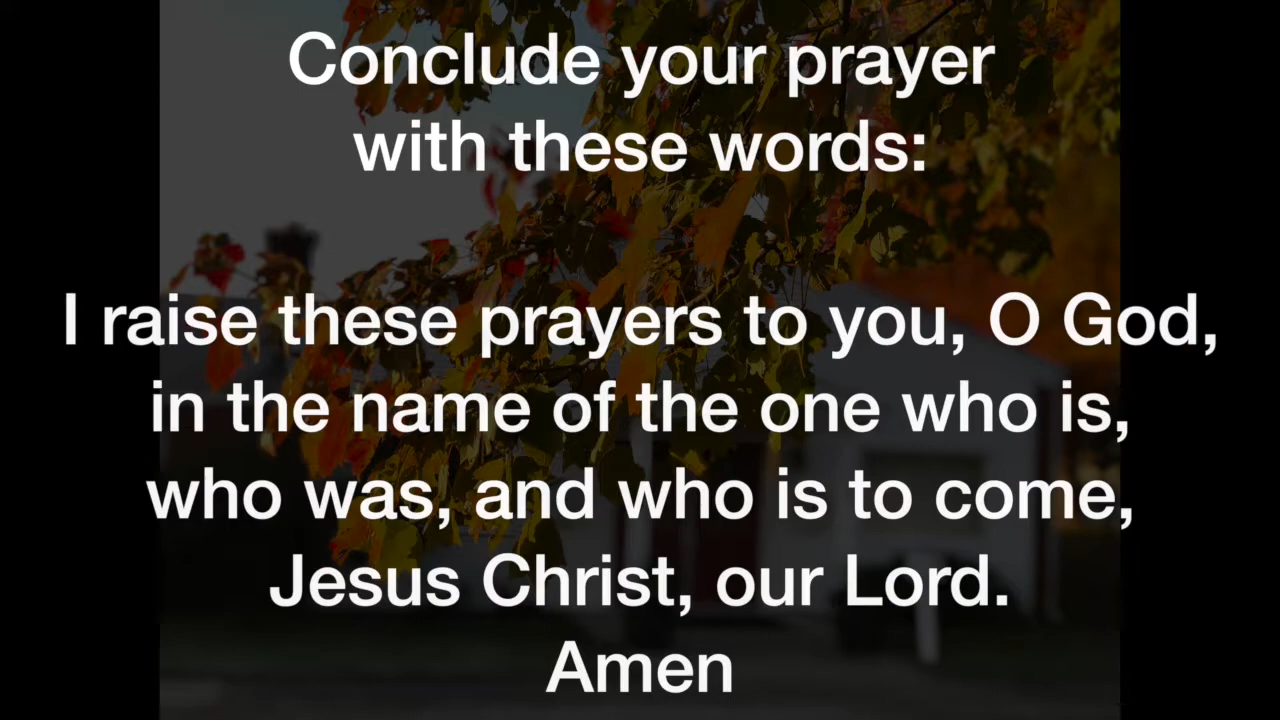 Conclude your prayer
with these words:
I raise these prayers to you, O God,
in the name of the one who is,
who was, and who is to come,
Jesus Christ, our Lord.
Amen